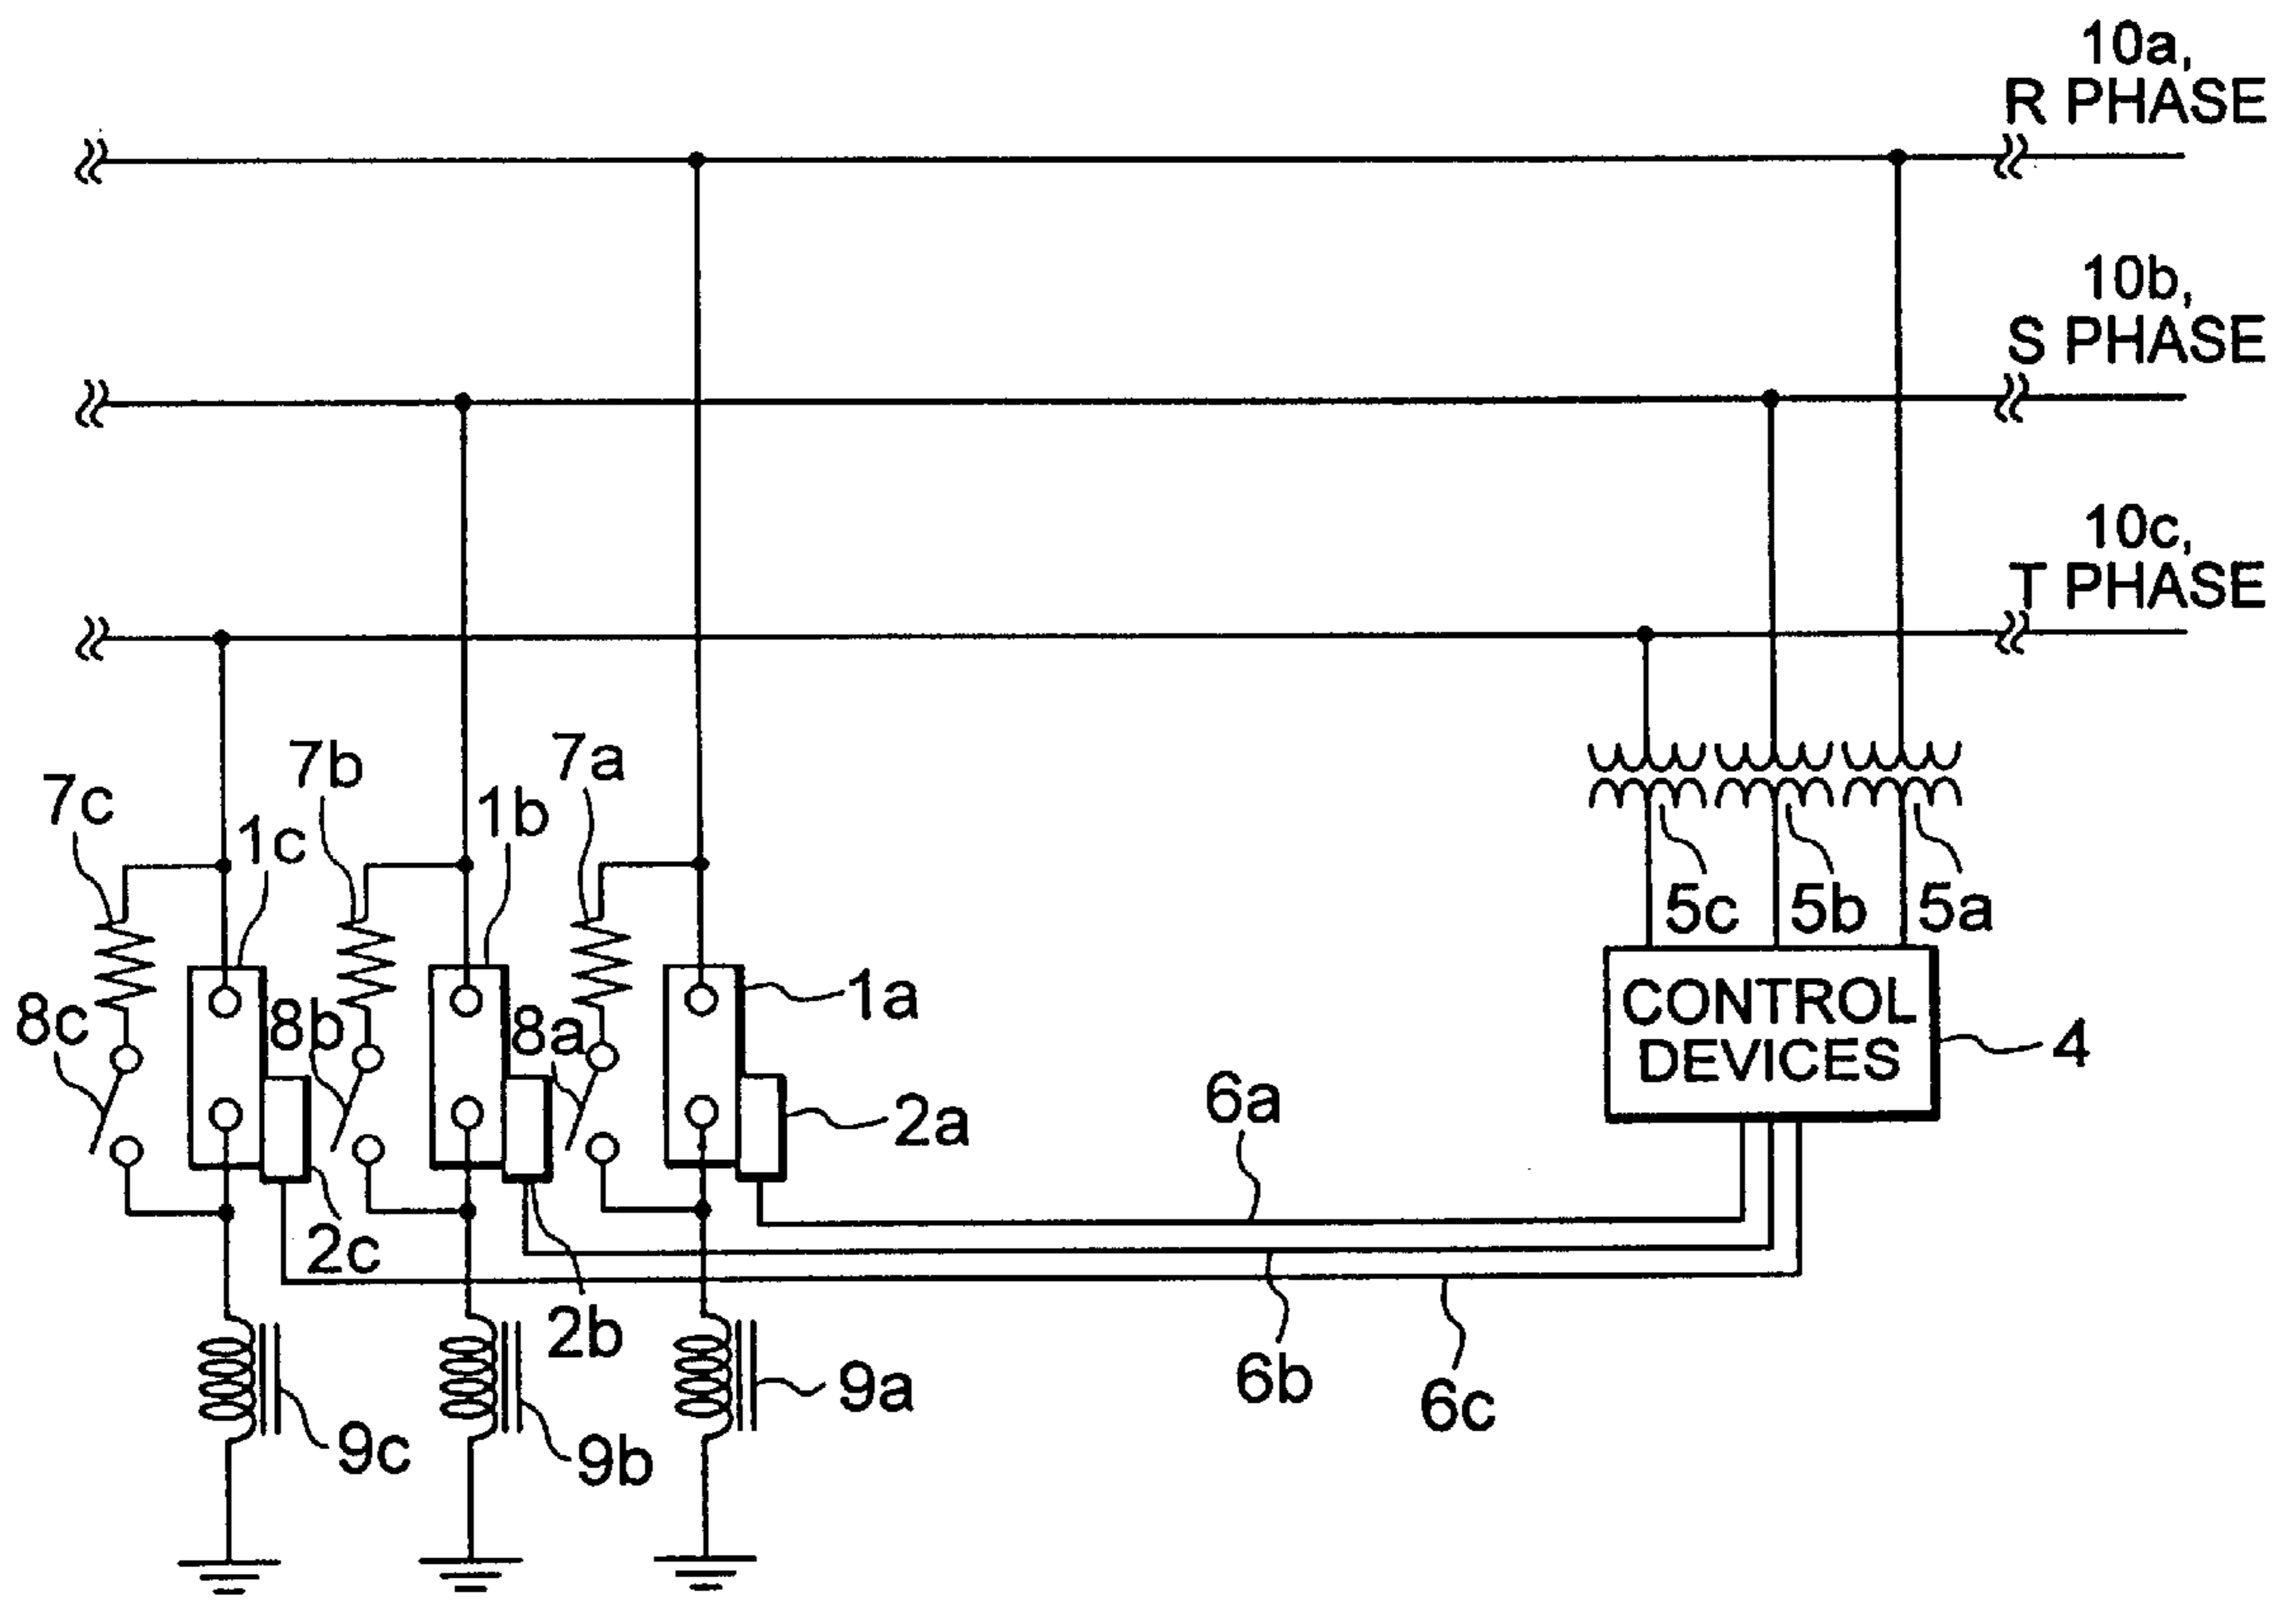 10a,
R PHASE
10b,
S PHASE
10c,
T PHASE
7c
7b
7a
1c
1b
5c
5b
5a
8c
8b
8a
1a
CONTROL
DEVICES
4
2a
6a
2c
2b
9a
6b
6c
9c
9b